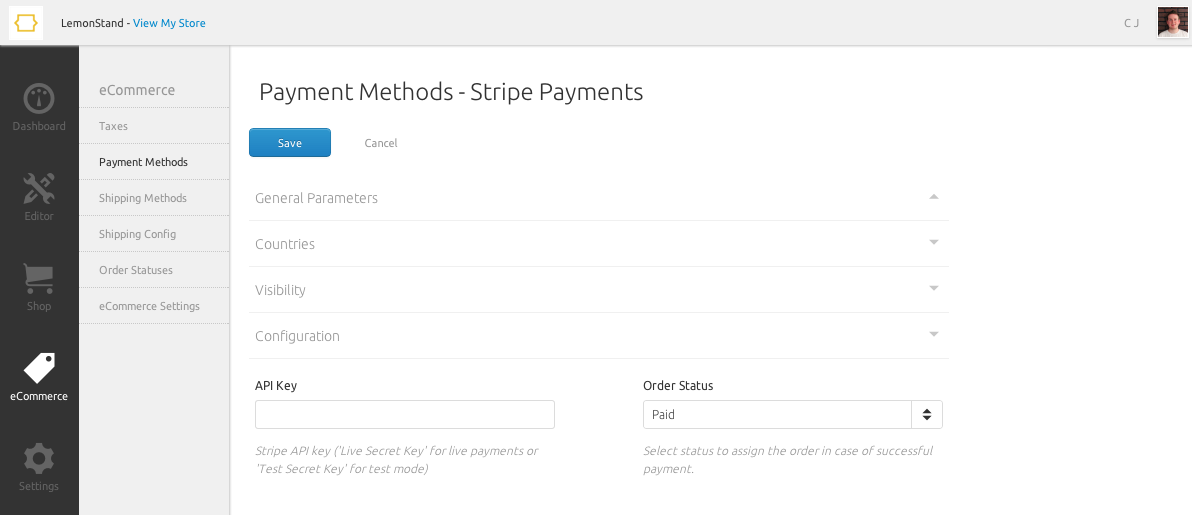 LemonStand - View My Store
C J
Dashboard
Editor
Shop
eCommerce
Settings
eCommerce
Taxes
Payment Methods
Shipping Methods
Shipping Config
Order Statuses
eCommerce Settings
Payment Methods - Stripe Payments
Save Cancel
General Parameters
Countries
Visibility
Configuration
API Key
Stripe API key ('Live Secret Key' for live payments or
'Test Secret Key' for test mode)
Order Status
Paid
Select status to assign the order in case of successful
payment.